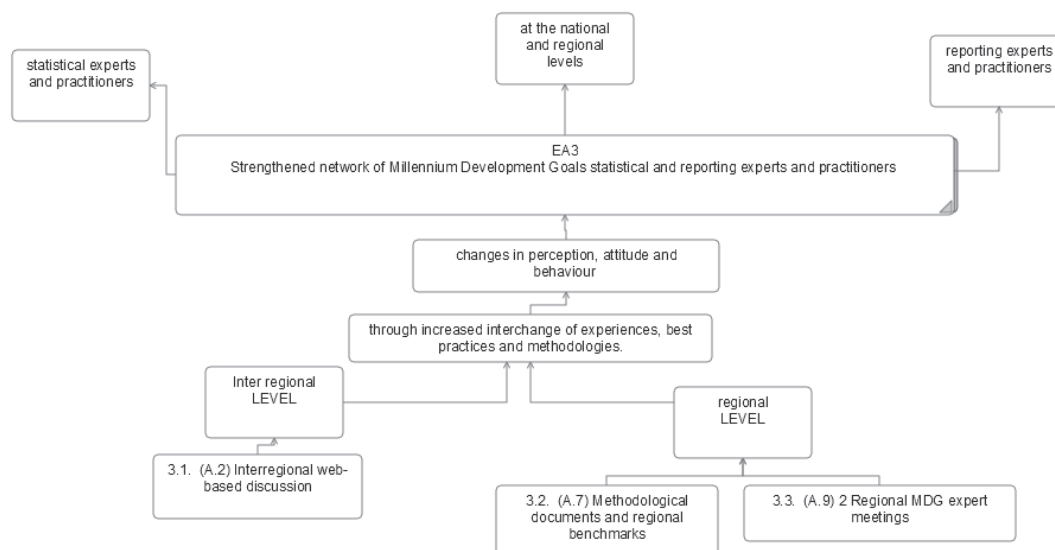 at the national
and regional
levels
statistical experts
and practitioners
reporting experts
and practitioners
EA3
Strengthened network of Millennium Development Goals statistical and reporting experts and practitioners
changes in perception, attitude and
behaviour
through increased interchange of experiences, best
practices and methodologies.
Inter regional
LEVEL
regional
LEVEL
3.1. (A.2) Interregional web-
based discussion
3.2. (A.7) Methodological
documents and regional
benchmarks
3.3. (A.9) 2 Regional MDG expert
meetings